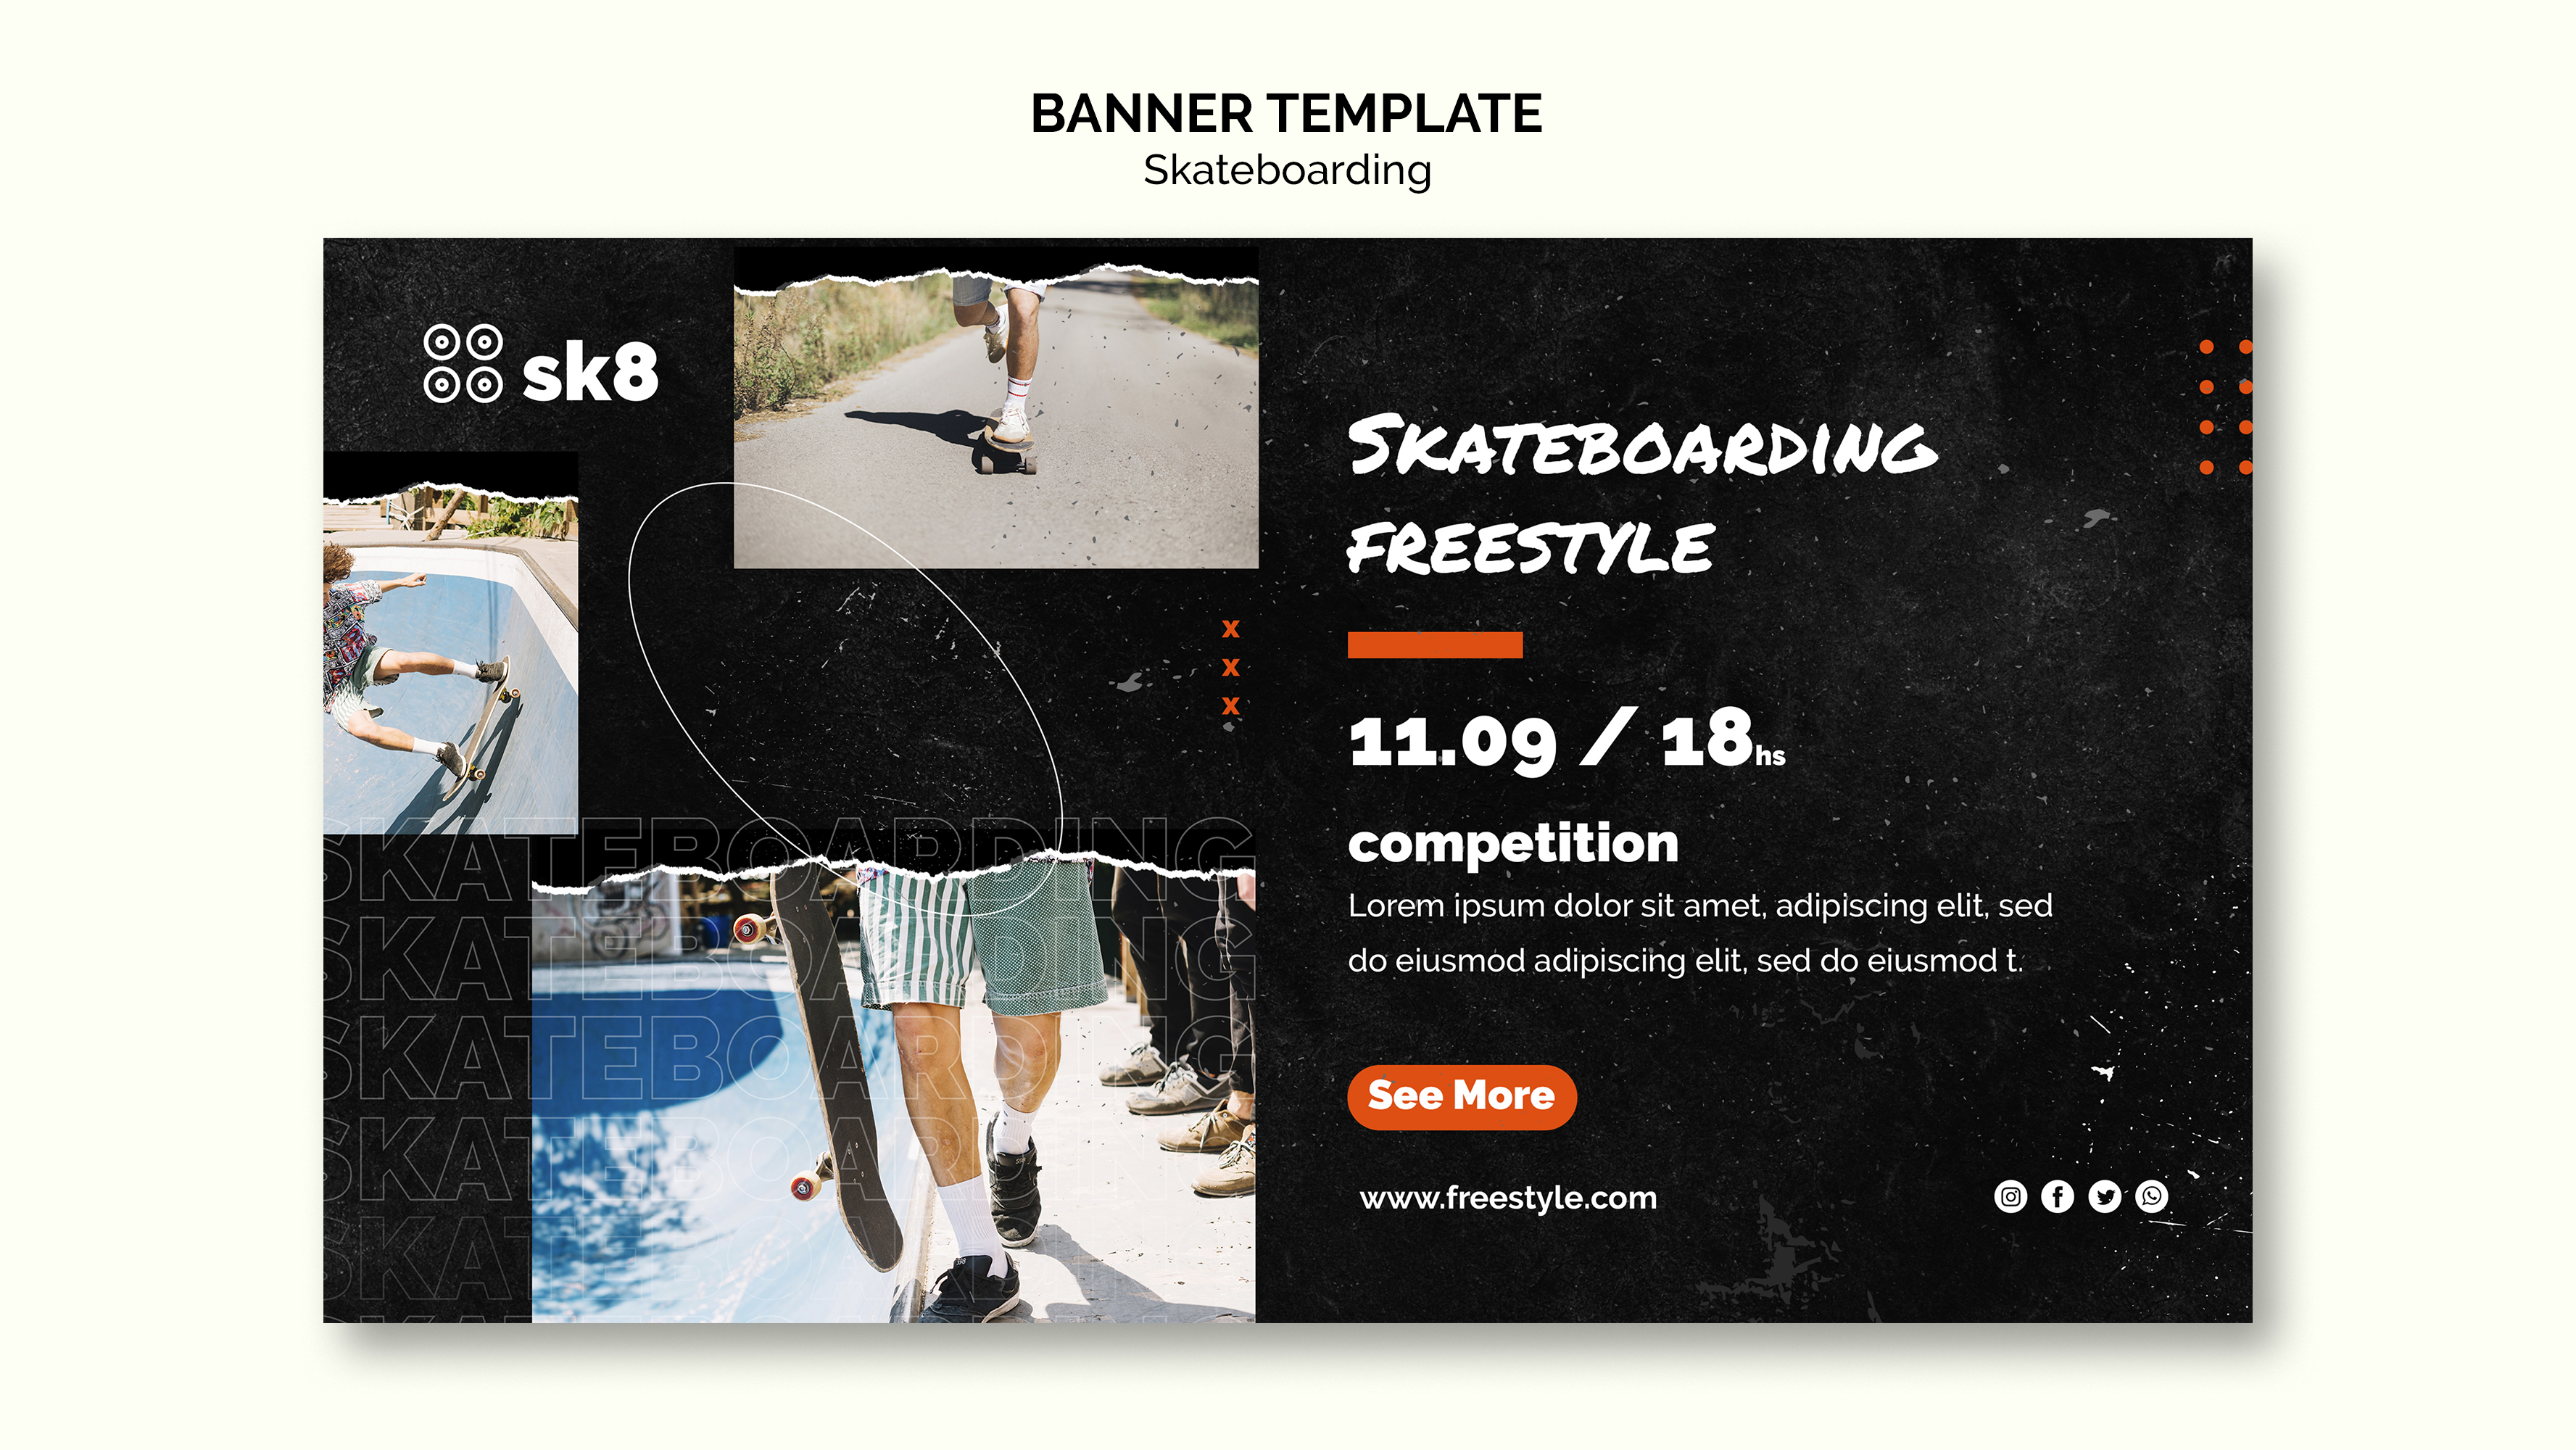 BANNER TEMPLATE
Skateboarding
sk8
SKATEBOARDING
FREESTYLE
x
x
x
11.09 / 18hs
competition
Lorem ipsum dolor sit amet, adipiscing elit, sed
do eiusmod adipiscing elit, sed do eiusmod t.
See More
www.freestyle.com
SKATEBOARDING
SKATEBOARDING
SKATEBOARDING
SKATEBOARDING
SKATEBOARDING